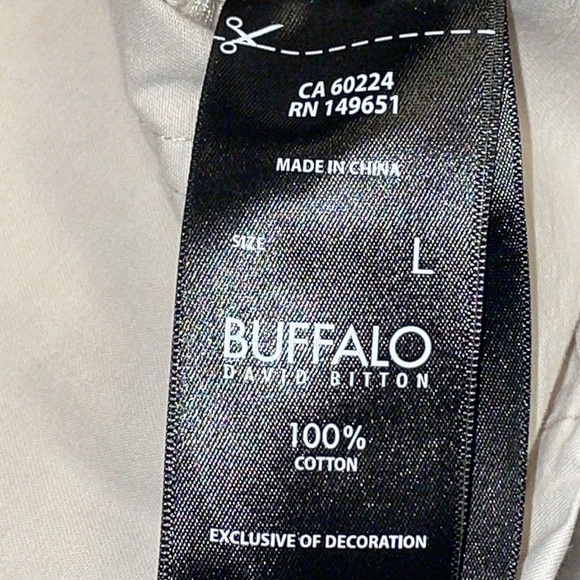 CA 60224
RN 149651
MADE IN CHINA
SIZE L
BUFFALO
DAVID BITTON
100%
COTTON
EXCLUSIVE OF DECORATION